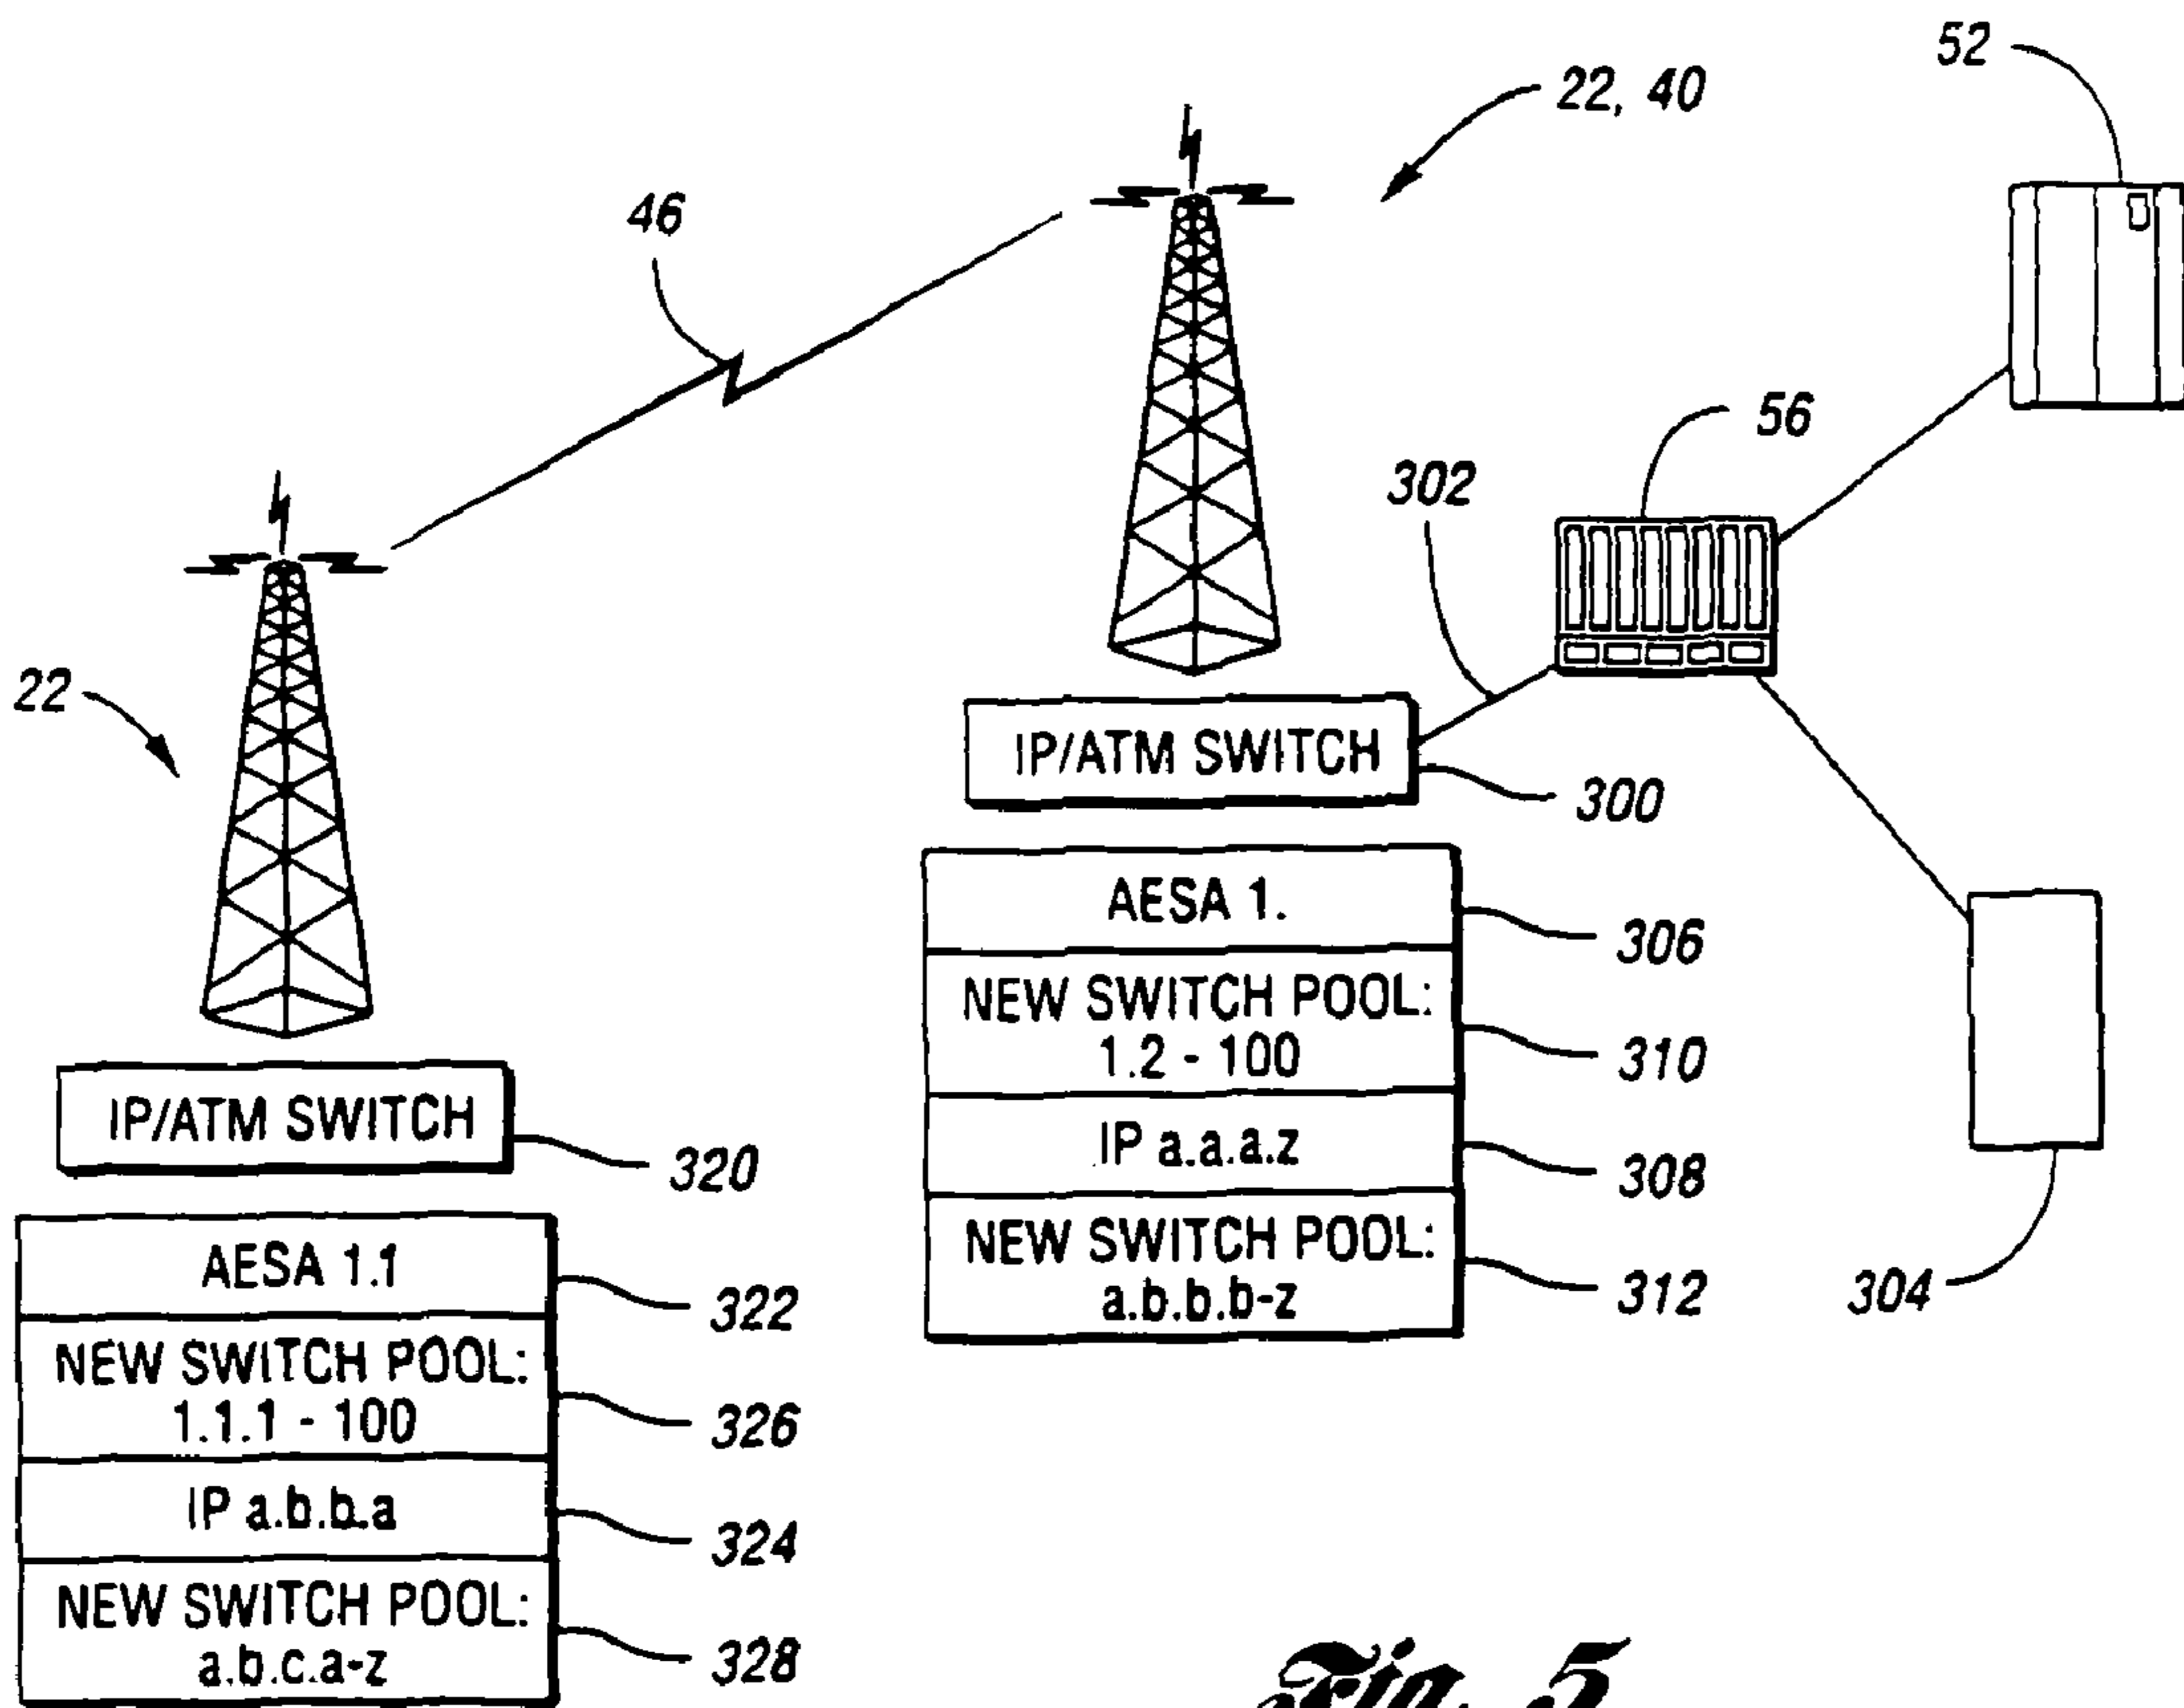 52
22, 40
46
56
302
22
IP/ATM SWITCH
300
AESA 1.
306
NEW SWITCH POOL:
1.2 - 100
310
IP a.a.a.z
308
NEW SWITCH POOL:
a.b.b.b-z
312
304
IP/ATM SWITCH
320
AESA 1.1
322
NEW SWITCH POOL:
1.1.1 - 100
326
IP a.b.b.a
324
NEW SWITCH POOL:
a.b.c.a-z
328
Fig. 5